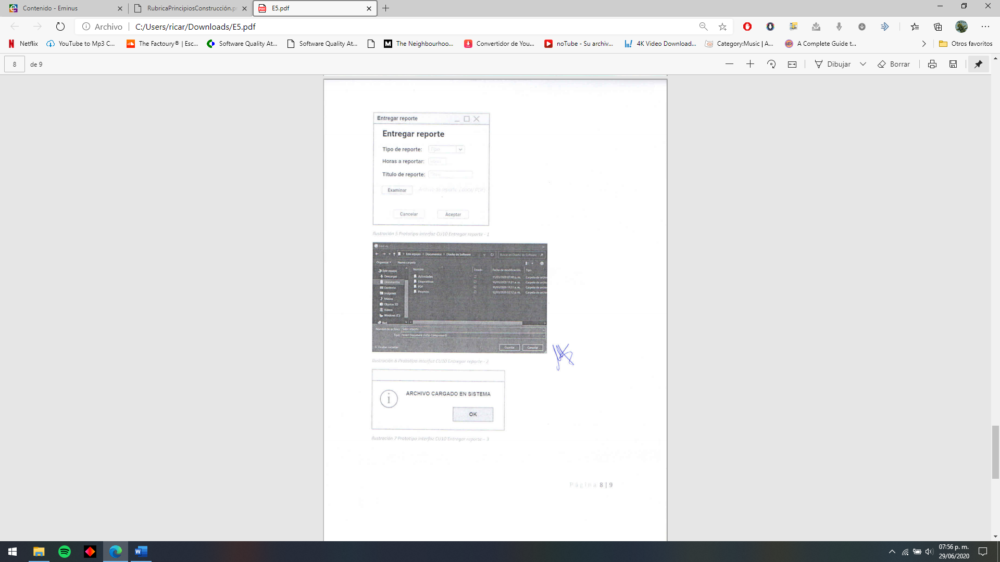 Contenido - Eminus
RubricaPrincipiosConstrucción.p
E5.pdf
Archivo
C:/Users/ricar/Downloads/E5.pdf
Netflix
YouTube to Mp3 C...
The Factoury® | Esc...
Software Quality At...
Software Quality At...
The Neighbourhoo...
Convertidor de You...
noTube - Su archiv...
4K Video Download...
Category:Music | A...
A Complete Guide t...
Otros favoritos
8 de 9
Dibujar
Borrar
Entregar reporte
Entregar reporte
Tipo de reporte:
Horas a reportar:
Titulo de reporte:
Examinar
Cancelar
Aceptar
Ilustración 5 Prototipo interfaz CU10 Entregar reporte - 1
Este equipo > Documentos > Diseño de Software
Buscar en Diseño de Software
Organizar
Nueva carpeta
Nombre
Estado
Fecha de modificación
Tipo
Este equipo
Descargas
Documentos
Escritorio
Imágenes
Música
Objetos 3D
Videos
Windows (C:)
Red
Actividades
11/03/2020 07:40 p. m.
Carpeta de archiv
Diapositivas
10/03/2020 11:31 a. m.
Carpeta de archiv
PDF
10/03/2020 11:31 a. m.
Carpeta de archiv
Proyecto
12/03/2020 02:12 p. m.
Carpeta de archiv
Nombre de archivo: Subir reporte
Tipo: Pencil Document (GZip Compressed)
Ocultar carpetas
Guardar
Cancelar
Ilustración 6 Prototipo interfaz CU10 Entregar reporte - 2
ARCHIVO CARGADO EN SISTEMA
OK
Ilustración 7 Prototipo interfaz CU10 Entregar reporte – 3
Página 8 | 9
07:56 p. m.
29/06/2020